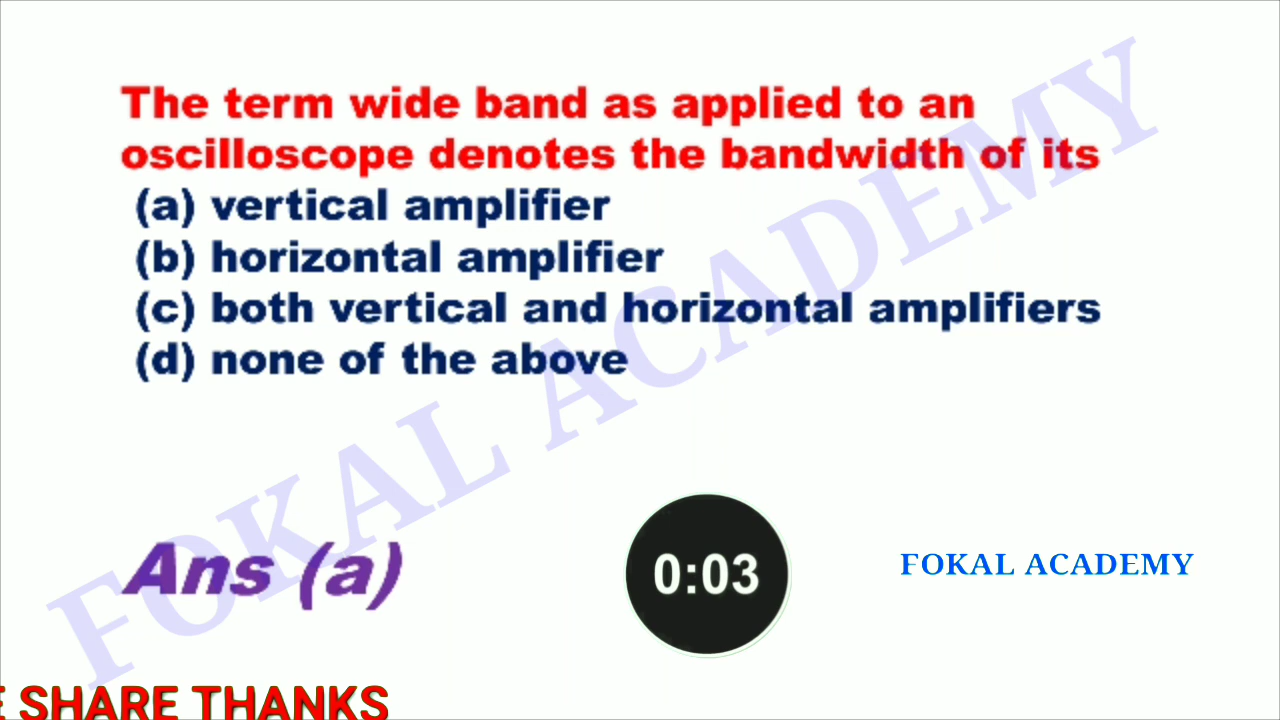 The term wide band as applied to an
oscilloscope denotes the bandwidth of its
(a) vertical amplifier
(b) horizontal amplifier
(c) both vertical and horizontal amplifiers
(d) none of the above
FOKAL ACADEMY
Ans (a)
0:03
FOKAL ACADEMY
SHARE THANKS